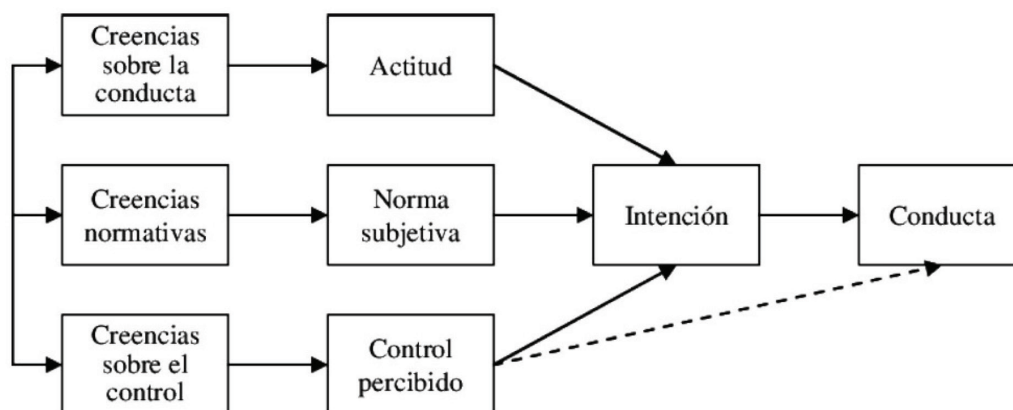 Creencias
sobre la
conducta
Actitud
Creencias
normativas
Norma
subjetiva
Intención
Conducta
Creencias
sobre el
control
Control
percibido